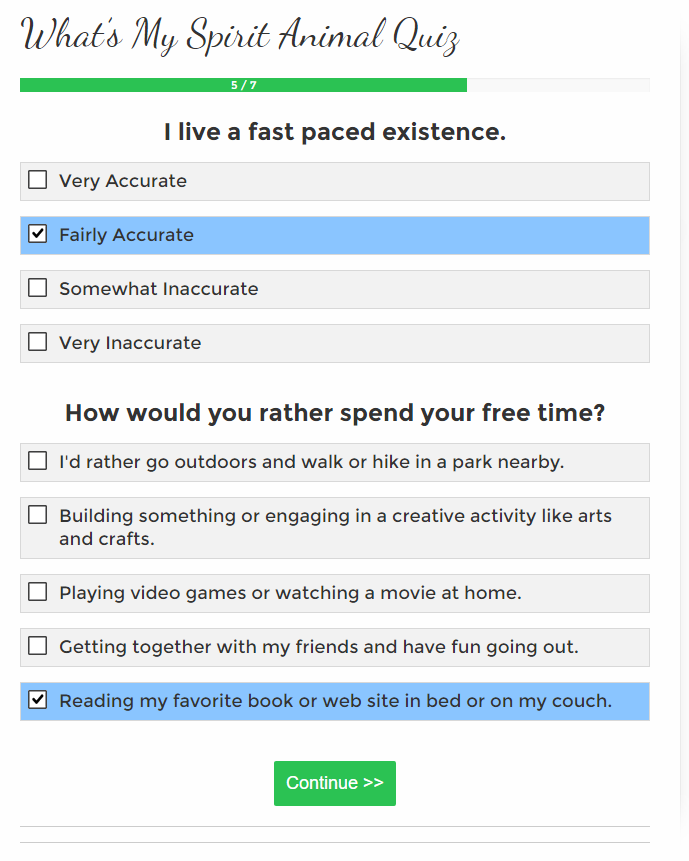 What's My Spirit Animal Quiz
5 / 7
I live a fast paced existence.
Very Accurate
Fairly Accurate
Somewhat Inaccurate
Very Inaccurate
How would you rather spend your free time?
I'd rather go outdoors and walk or hike in a park nearby.
Building something or engaging in a creative activity like arts
and crafts.
Playing video games or watching a movie at home.
Getting together with my friends and have fun going out.
Reading my favorite book or web site in bed or on my couch.
Continue >>